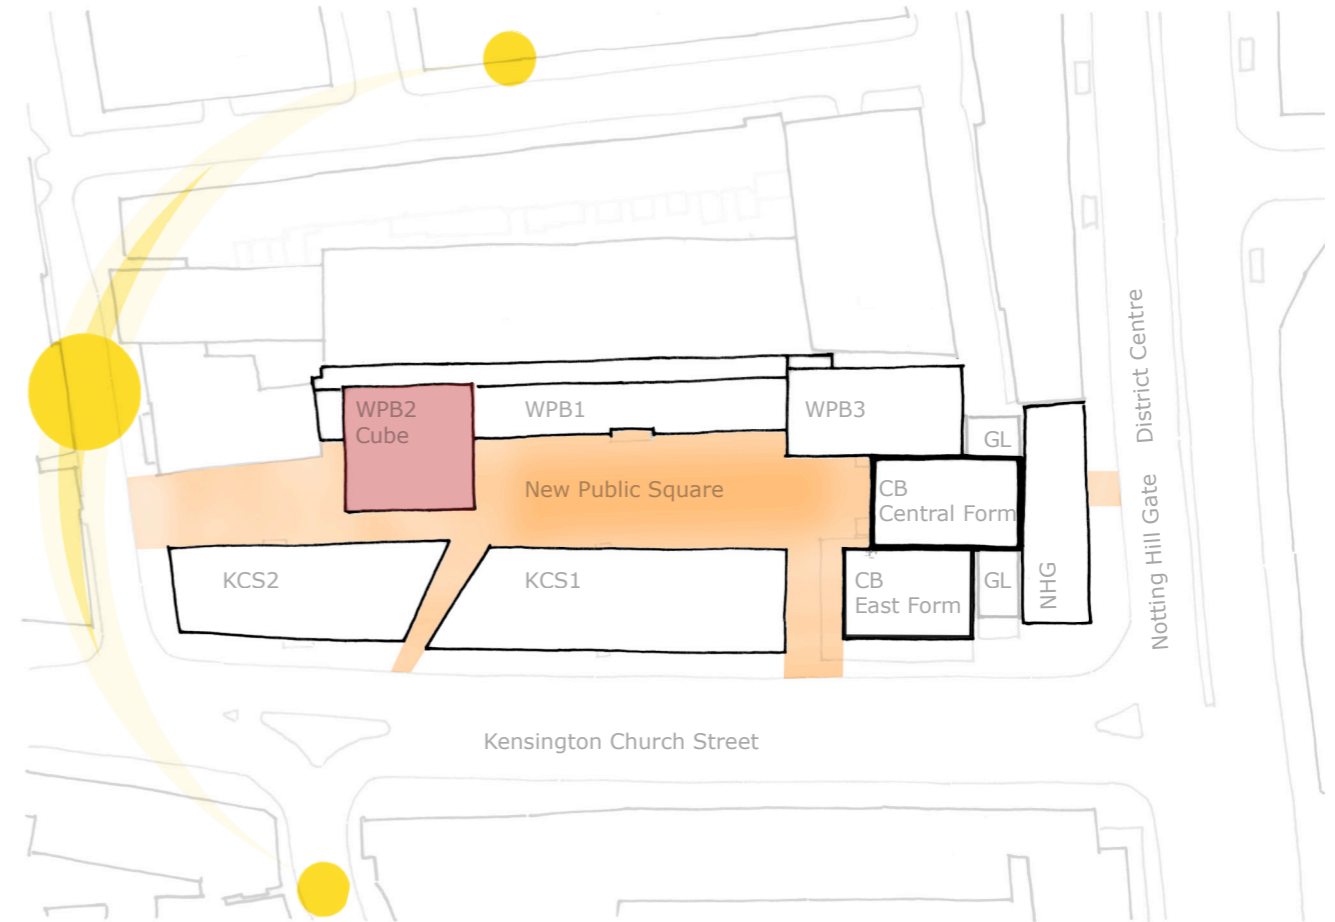 WPB2
Cube
WPB1
WPB3
GL
New Public Square
CB
Central Form
KCS2
KCS1
CB
East Form
GL
NHG
Notting Hill Gate District Centre
Kensington Church Street